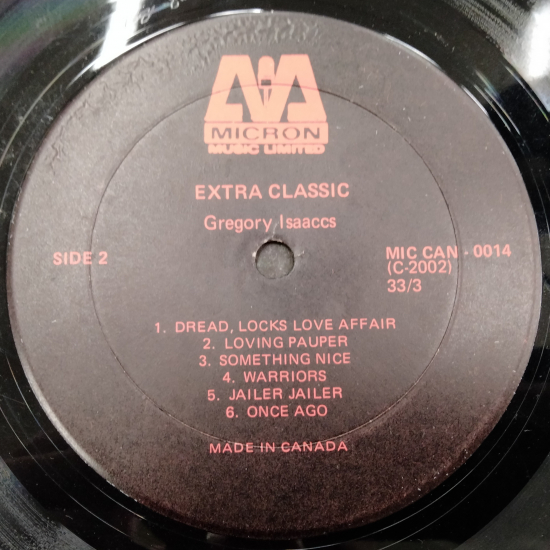 MICRON
MUSIC LIMITED
EXTRA CLASSIC
Gregory Isaaccs
SIDE 2
MIC CAN - 0014
(C-2002)
33/3
1. DREAD, LOCKS LOVE AFFAIR
2. LOVING PAUPER
3. SOMETHING NICE
4. WARRIORS
5. JAILER JAILER
6. ONCE AGO
MADE IN CANADA